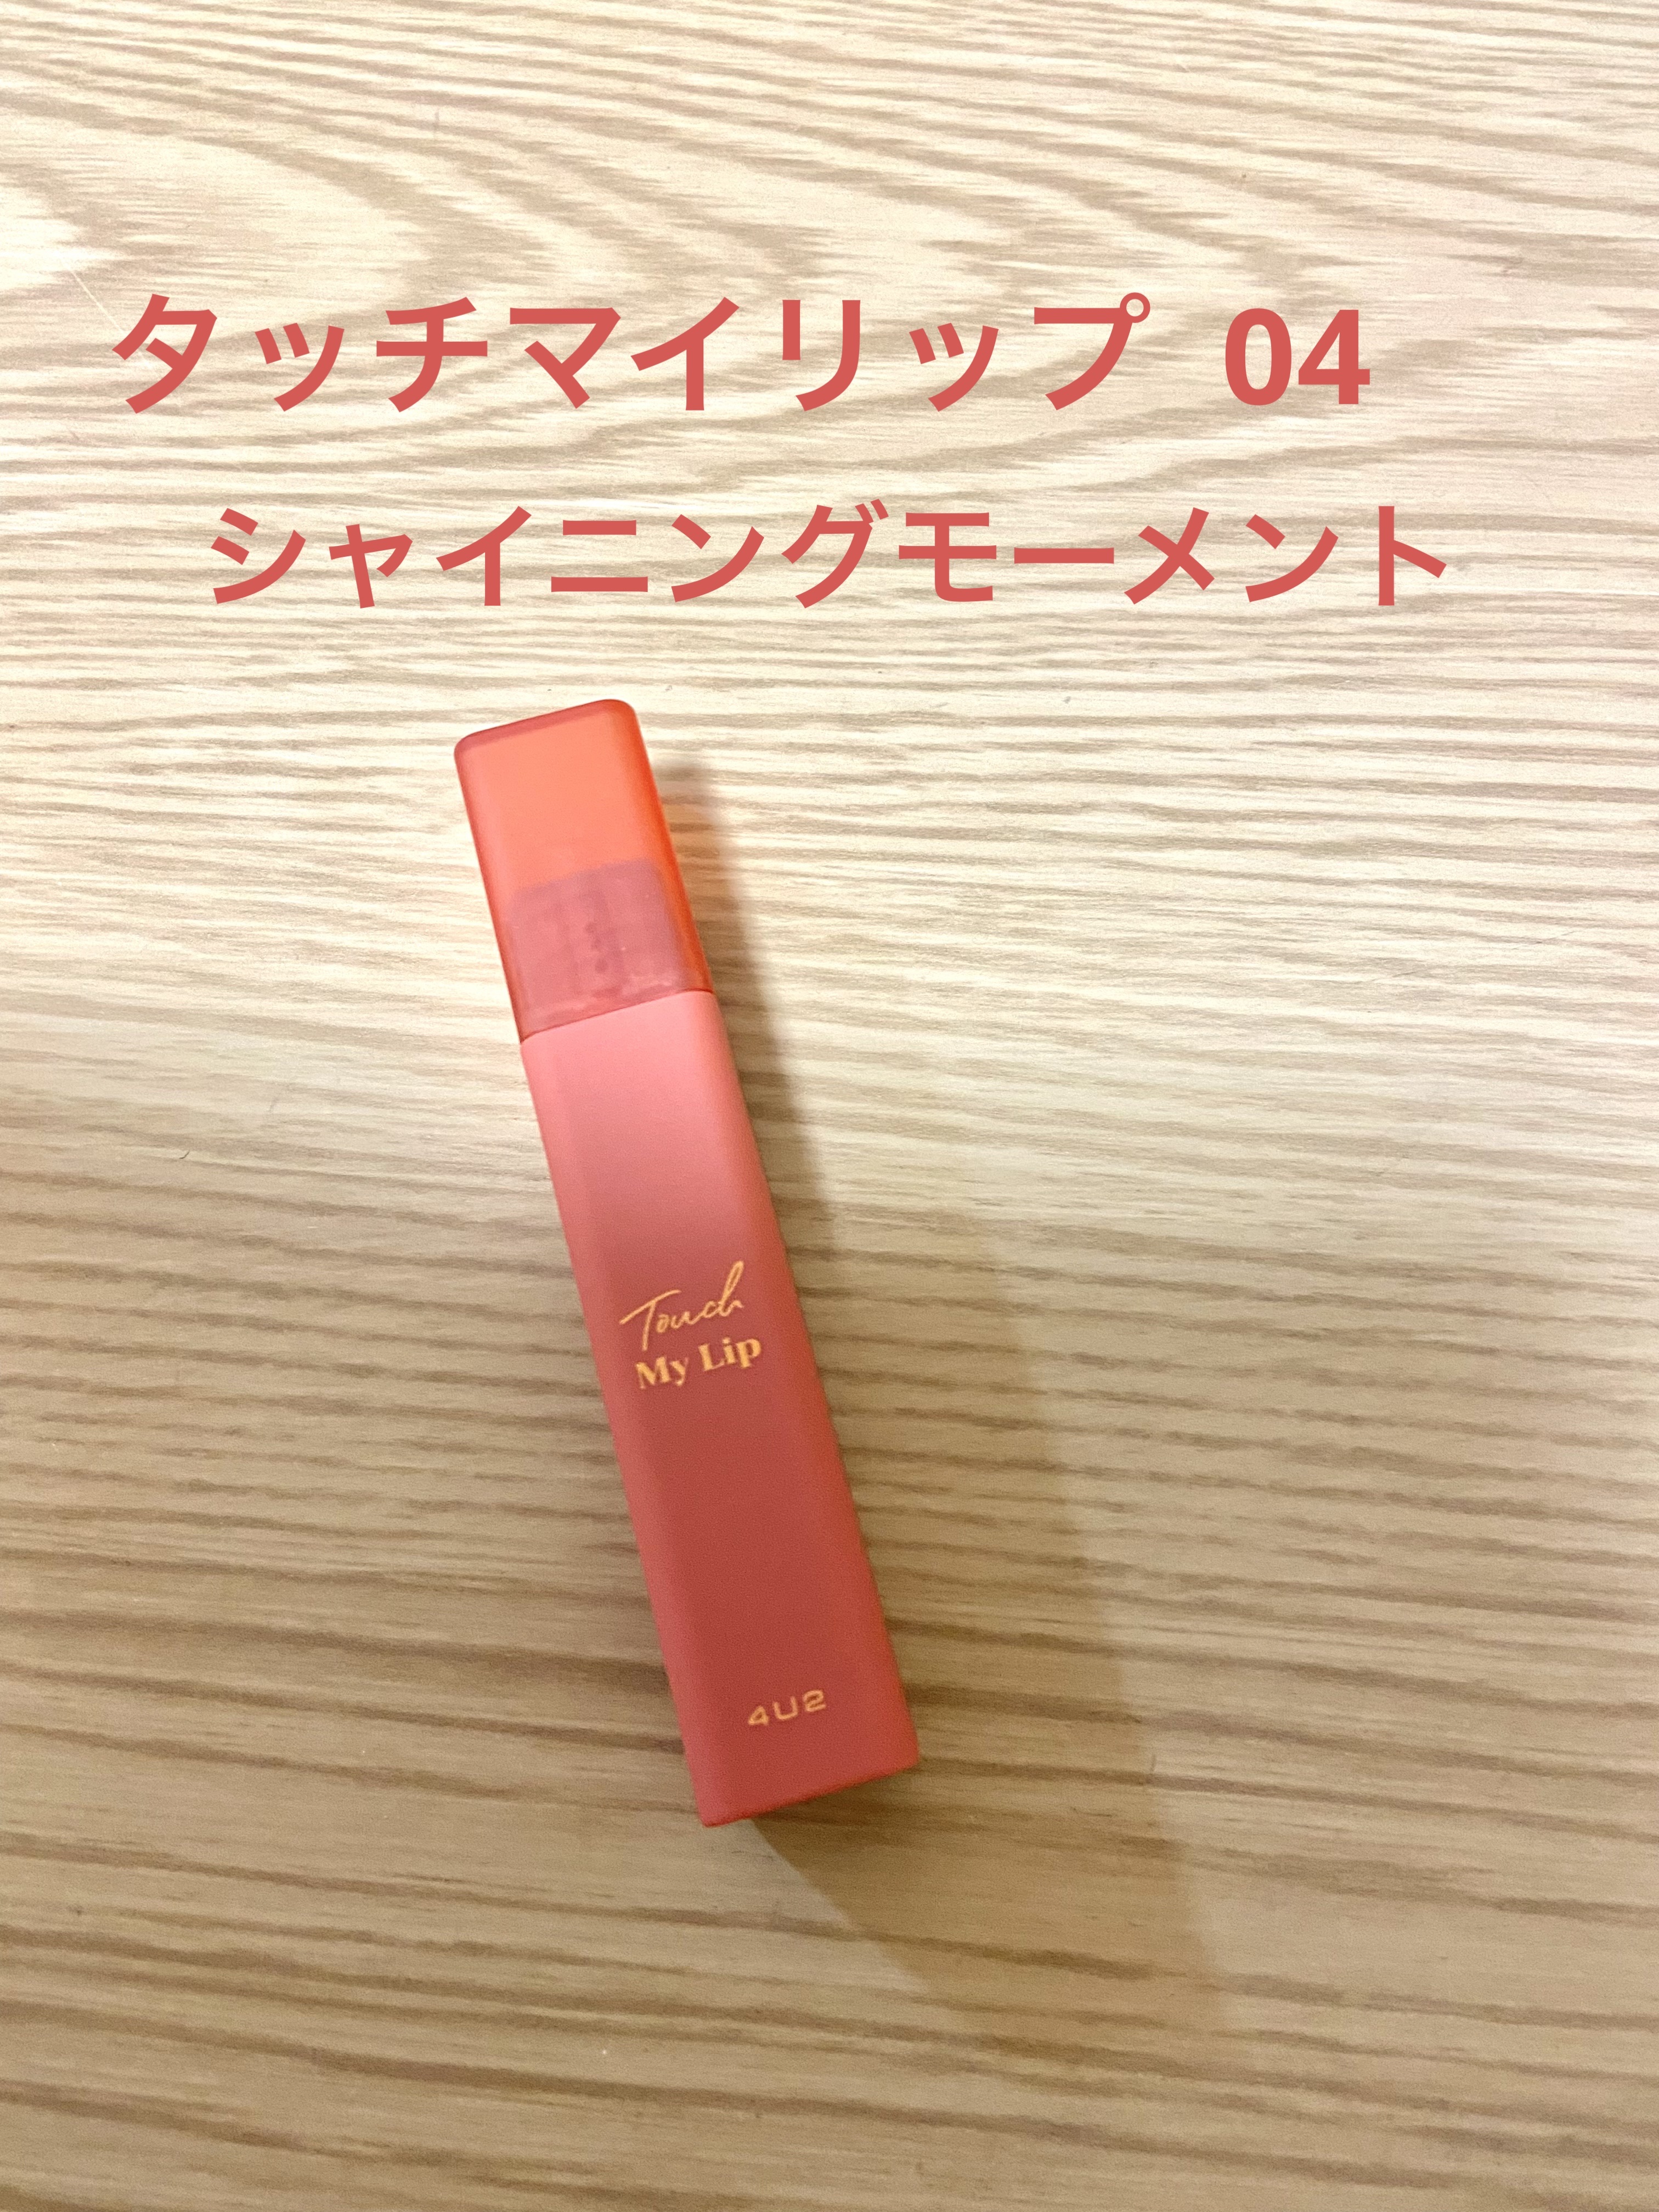 タッチマイリップ 04
シャイニングモーメント
Touch
My Lip
4U2